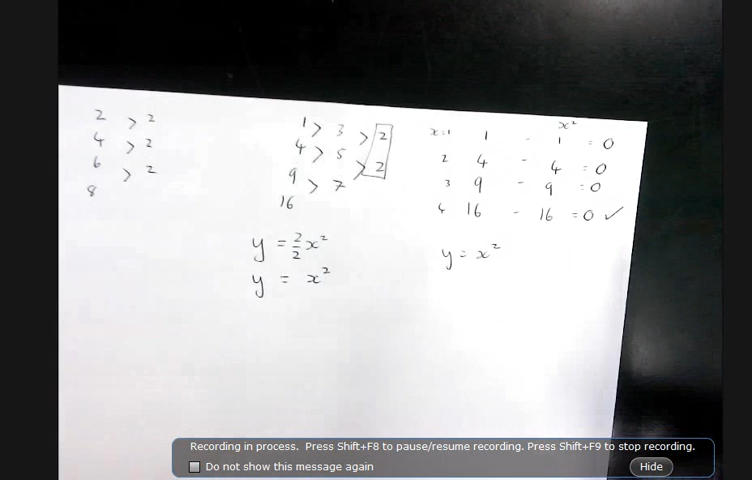 2 > 2
4 > 2
6 > 2
8
1 > 3 > 2
4 > 5 > 2
9 > 7
16
y = 2/2 x²
y = x²
x²
x=1 1 - 1 = 0
2 4 - 4 = 0
3 9 - 9 = 0
4 16 - 16 = 0 ✓
y = x²
Recording in process. Press Shift+F8 to pause/resume recording. Press Shift+F9 to stop recording.
Do not show this message again
Hide